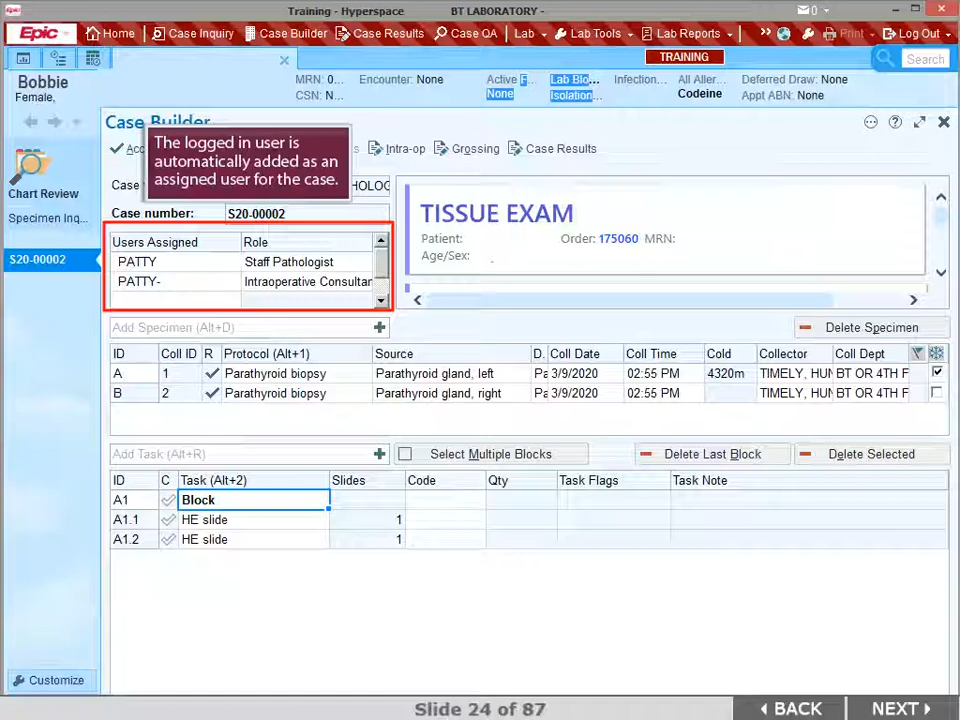 Training - Hyperspace BT LABORATORY -
0
Epic Home Case Inquiry Case Builder Case Results Case QA Lab Lab Tools Lab Reports Print Log Out
TRAINING
Search
Bobbie
Female,
MRN: 0...
CSN: N...
Encounter: None
Active F...
None
Lab Blo...
Isolation...
Infection...
All Aller...
Codeine
Deferred Draw: None
Appt ABN: None
Chart Review
Specimen Inq...
S20-00002
Customize
Case Builder
The logged in user is
automatically added as an
assigned user for the case.
Acc s Intra-op Grossing Case Results
Case HOLOG
Case number: S20-00002
Users Assigned Role
PATTY Staff Pathologist
PATTY- Intraoperative Consultan
TISSUE EXAM
Patient: Order: 175060 MRN:
Age/Sex: .
Add Specimen (Alt+D) Delete Specimen
ID Coll ID R Protocol (Alt+1) Source D. Coll Date Coll Time Cold Collector Coll Dept
A 1 Parathyroid biopsy Parathyroid gland, left Pa 3/9/2020 02:55 PM 4320m TIMELY, HUN BT OR 4TH F
B 2 Parathyroid biopsy Parathyroid gland, right Pa 3/9/2020 02:55 PM TIMELY, HUN BT OR 4TH F
Add Task (Alt+R) Select Multiple Blocks Delete Last Block Delete Selected
ID C Task (Alt+2) Slides Code Qty Task Flags Task Note
A1 Block
A1.1 HE slide 1
A1.2 HE slide 1
Slide 24 of 87 BACK NEXT